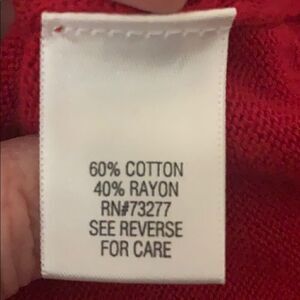 60% COTTON
40% RAYON
RN#73277
SEE REVERSE
FOR CARE